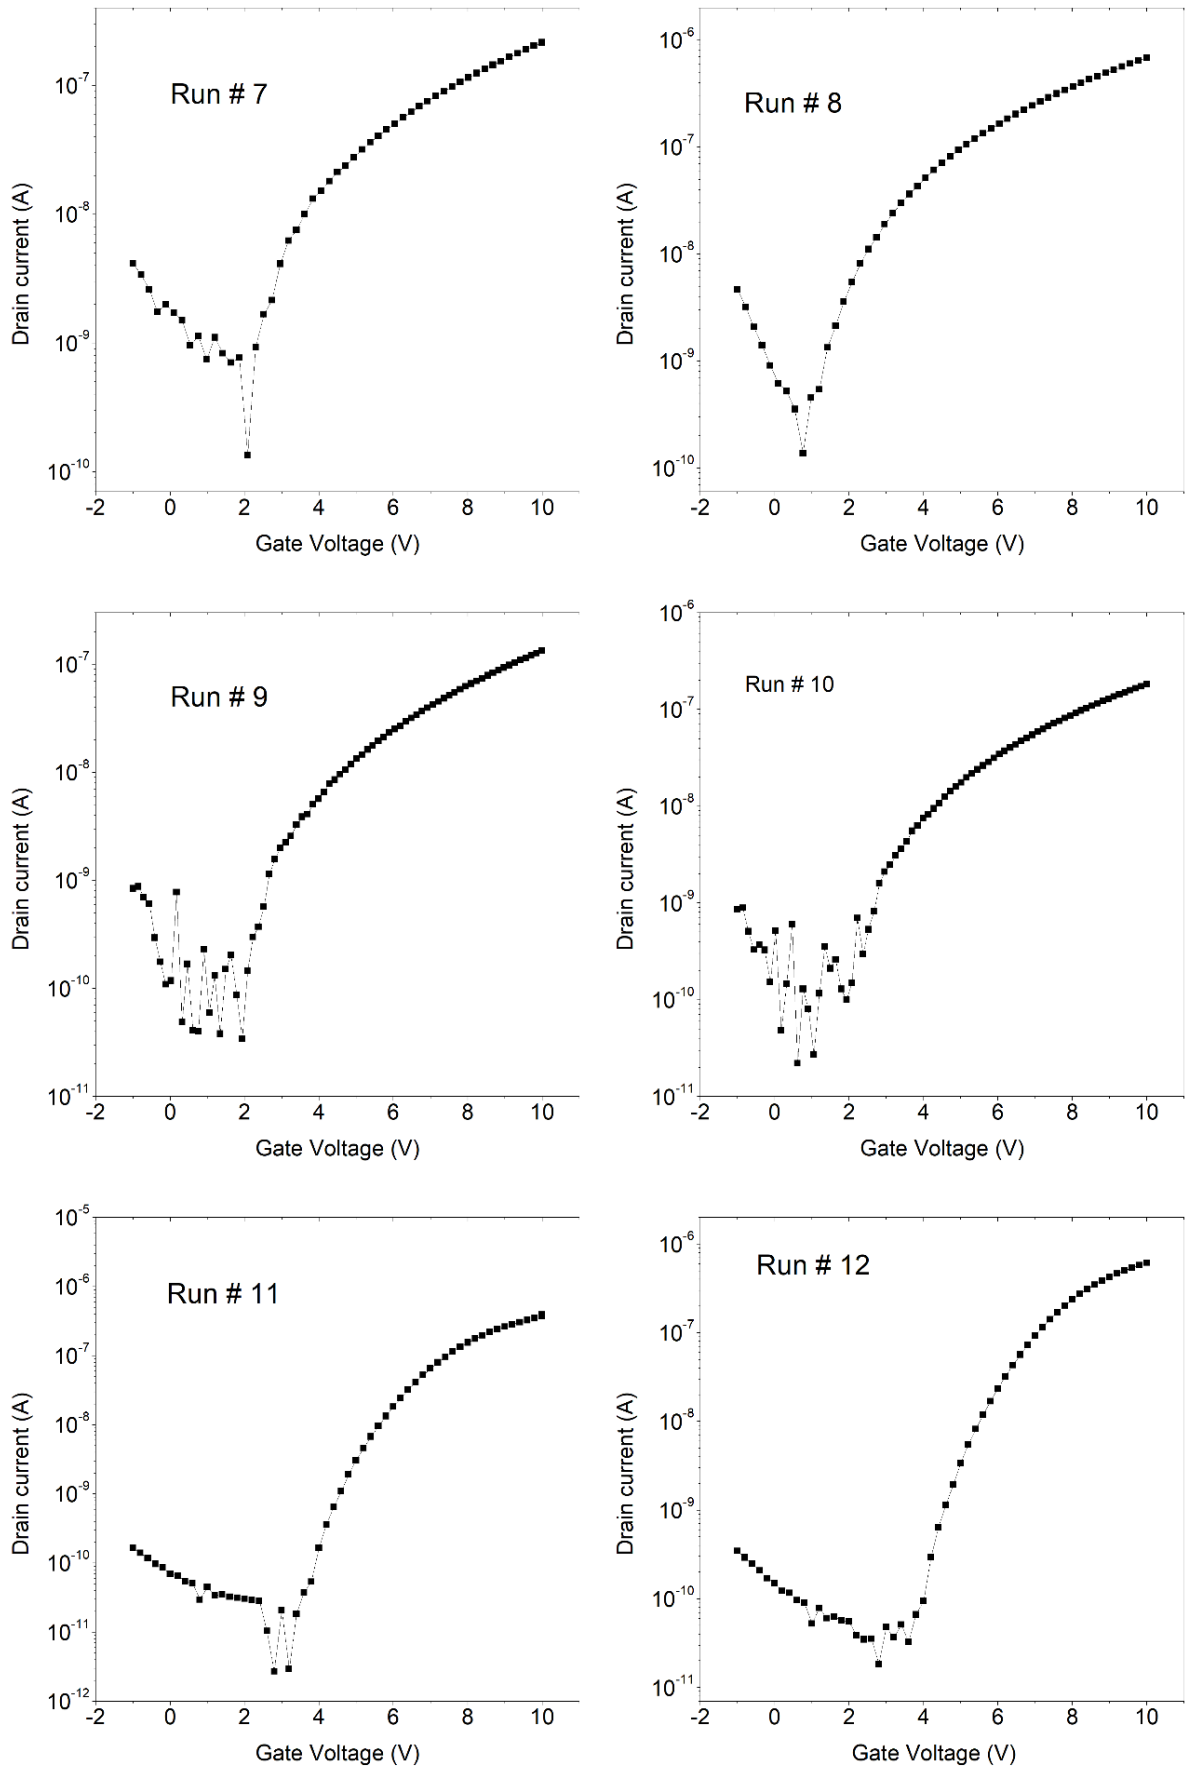 Run # 7
Drain current (A)
10⁻⁷
10⁻⁸
10⁻⁹
10⁻¹⁰
-2 0 2 4 6 8 10
Gate Voltage (V)
Run # 8
Drain current (A)
10⁻⁶
10⁻⁷
10⁻⁸
10⁻⁹
10⁻¹⁰
-2 0 2 4 6 8 10
Gate Voltage (V)
Run # 9
Drain current (A)
10⁻⁷
10⁻⁸
10⁻⁹
10⁻¹⁰
10⁻¹¹
-2 0 2 4 6 8 10
Gate Voltage (V)
Run # 10
Drain current (A)
10⁻⁶
10⁻⁷
10⁻⁸
10⁻⁹
10⁻¹⁰
10⁻¹¹
-2 0 2 4 6 8 10
Gate Voltage (V)
Run # 11
Drain current (A)
10⁻⁵
10⁻⁶
10⁻⁷
10⁻⁸
10⁻⁹
10⁻¹⁰
10⁻¹¹
10⁻¹²
-2 0 2 4 6 8 10
Gate Voltage (V)
Run # 12
Drain current (A)
10⁻⁶
10⁻⁷
10⁻⁸
10⁻⁹
10⁻¹⁰
10⁻¹¹
-2 0 2 4 6 8 10
Gate Voltage (V)